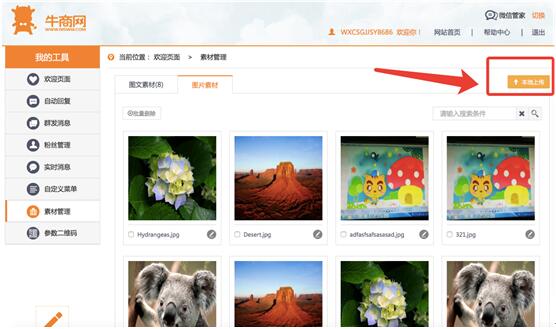 牛商网
WWW.NIISHW.COM
微信管家 切换
WXCSGJJSY8686 欢迎你! 网站首页 | 帮助中心 | 退出
我的工具
当前位置: 欢迎页面 > 素材管理
欢迎页面
自动回复
群发消息
粉丝管理
实时消息
自定义菜单
素材管理
参数二维码
图文素材(8) 图片素材
本地上传
批量删除
请输入搜索条件
Hydrangeas.jpg
Desert.jpg
adfasfsafsasasad.jpg
321.jpg